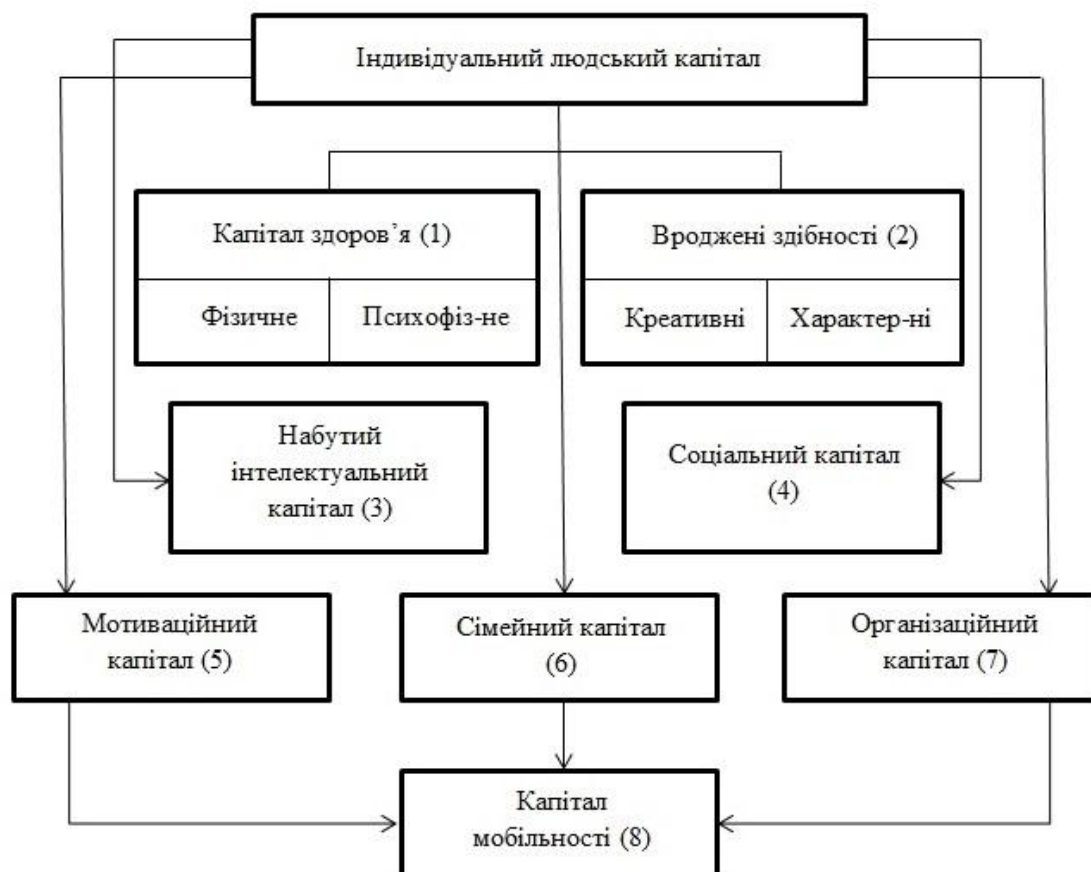 Індивідуальний людський капітал
Капітал здоров’я (1)
Вроджені здібності (2)
Фізичне
Психофіз-не
Креативні
Характер-ні
Набутий
інтелектуальний
капітал (3)
Соціальний капітал
(4)
Мотиваційний
капітал (5)
Сімейний капітал
(6)
Організаційний
капітал (7)
Капітал
мобільності (8)